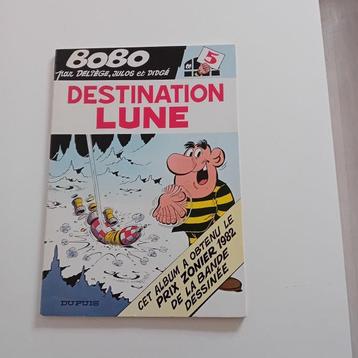 BOBO
5
par DELIÈGE, JULOS et DIDGÉ
DESTINATION
LUNE
CET ALBUM A OBTENU LE
PRIX ZONIER 1982
DE LA BANDE
DESSINÉE
DUPUIS